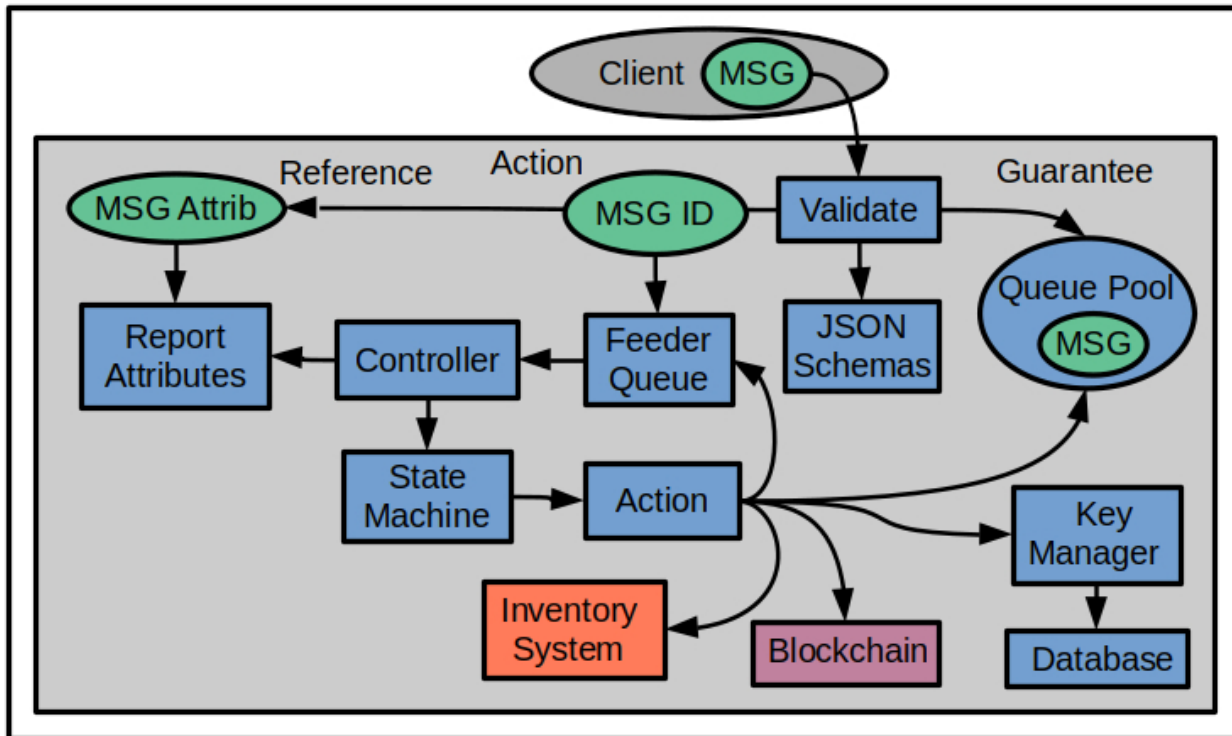 Client MSG
Reference
Action
Guarantee
MSG Attrib
MSG ID
Validate
Queue Pool
MSG
Report
Attributes
Controller
Feeder
Queue
JSON
Schemas
State
Machine
Action
Key
Manager
Inventory
System
Blockchain
Database